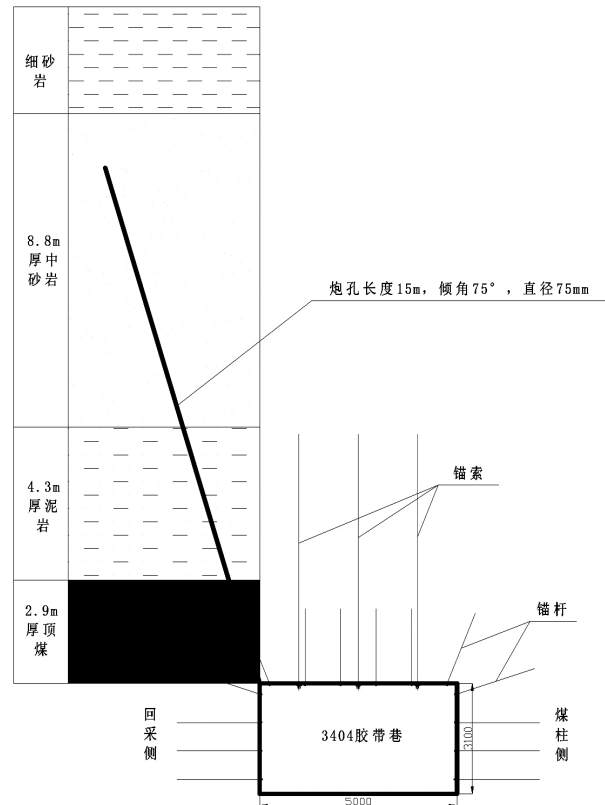 细砂
岩
8.8m
厚中
砂岩
炮孔长度15m，倾角75°，直径75mm
锚索
4.3m
厚泥
岩
2.9m
厚顶
煤
锚杆
回
采
侧
3404胶带巷
3100
煤
柱
侧
5000